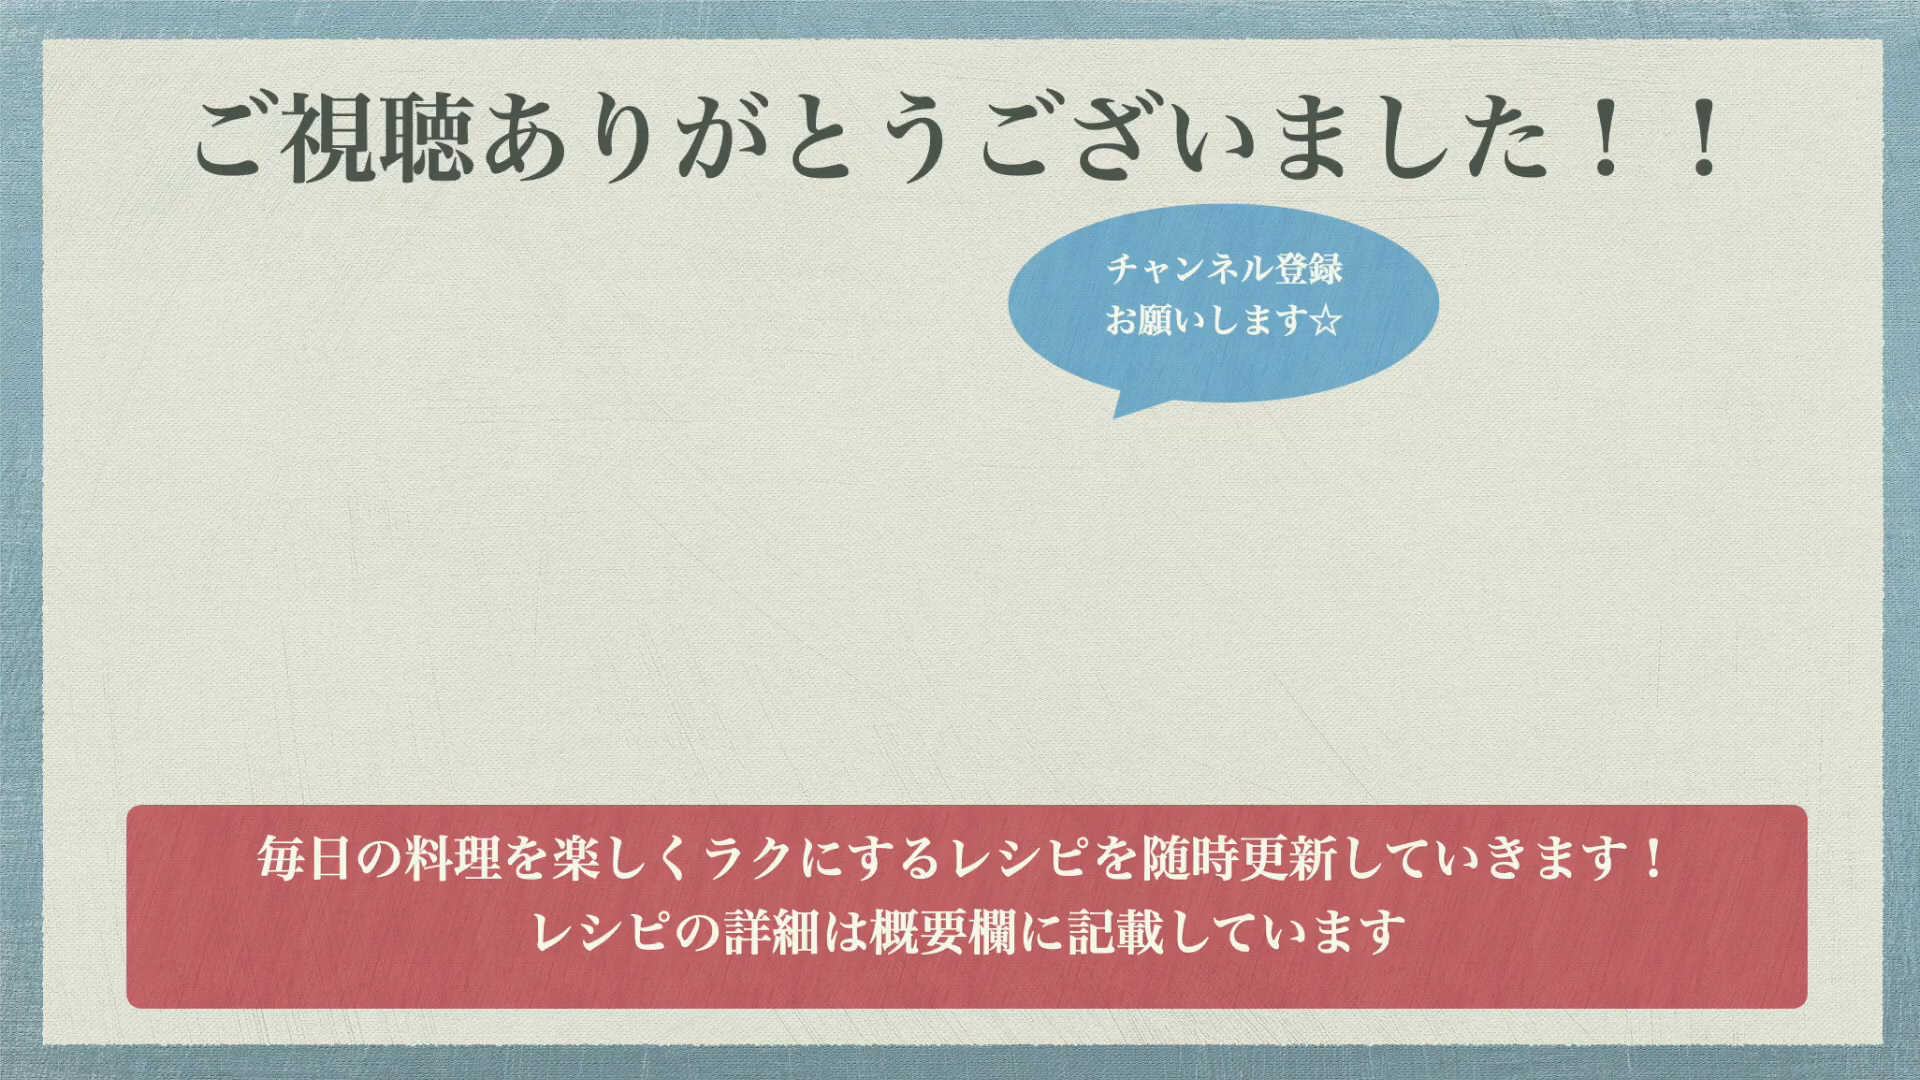 ご視聴ありがとうございました！！
チャンネル登録
お願いします☆
毎日の料理を楽しくラクにするレシピを随時更新していきます！
レシピの詳細は概要欄に記載しています